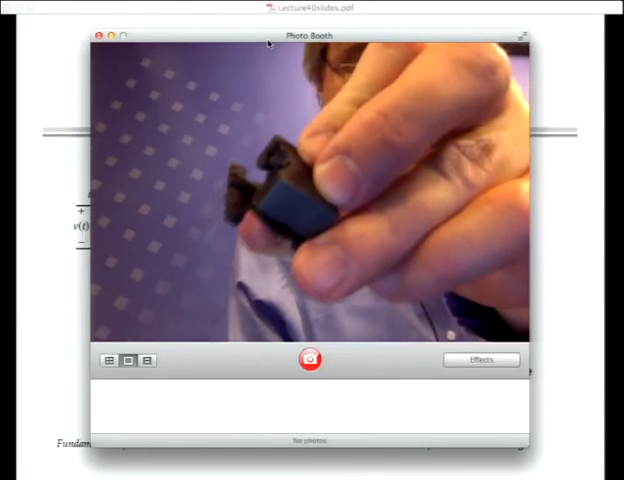 Lecture40slides.pdf
Photo Booth
+
v(t)
−
Effects
No photos
Fundam